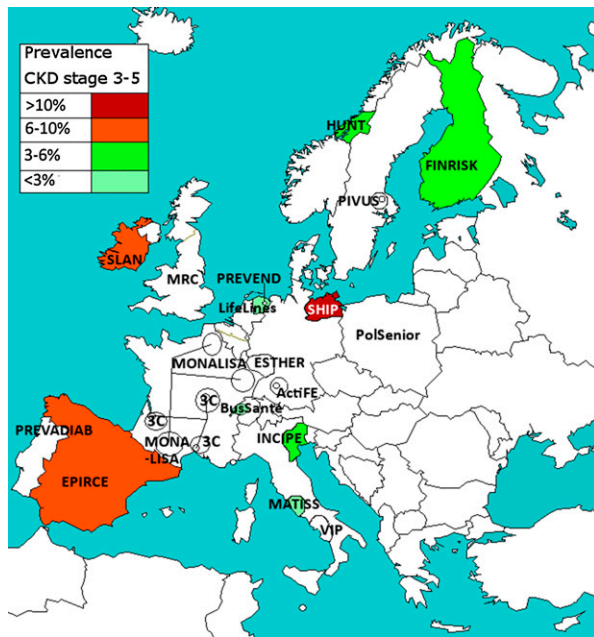 Prevalence
CKD stage 3-5
>10%
6-10%
3-6%
<3%
HUNT
FINRISK
PIVUS
SLAN
MRC
PREVEND
LifeLines
SHIP
PolSenior
MONALISA
ESTHER
ActiFE
3C
BusSanté
3C
PREVADIAB
MONA
-LISA
3C
INCIPE
EPIRCE
MATISS
VIP